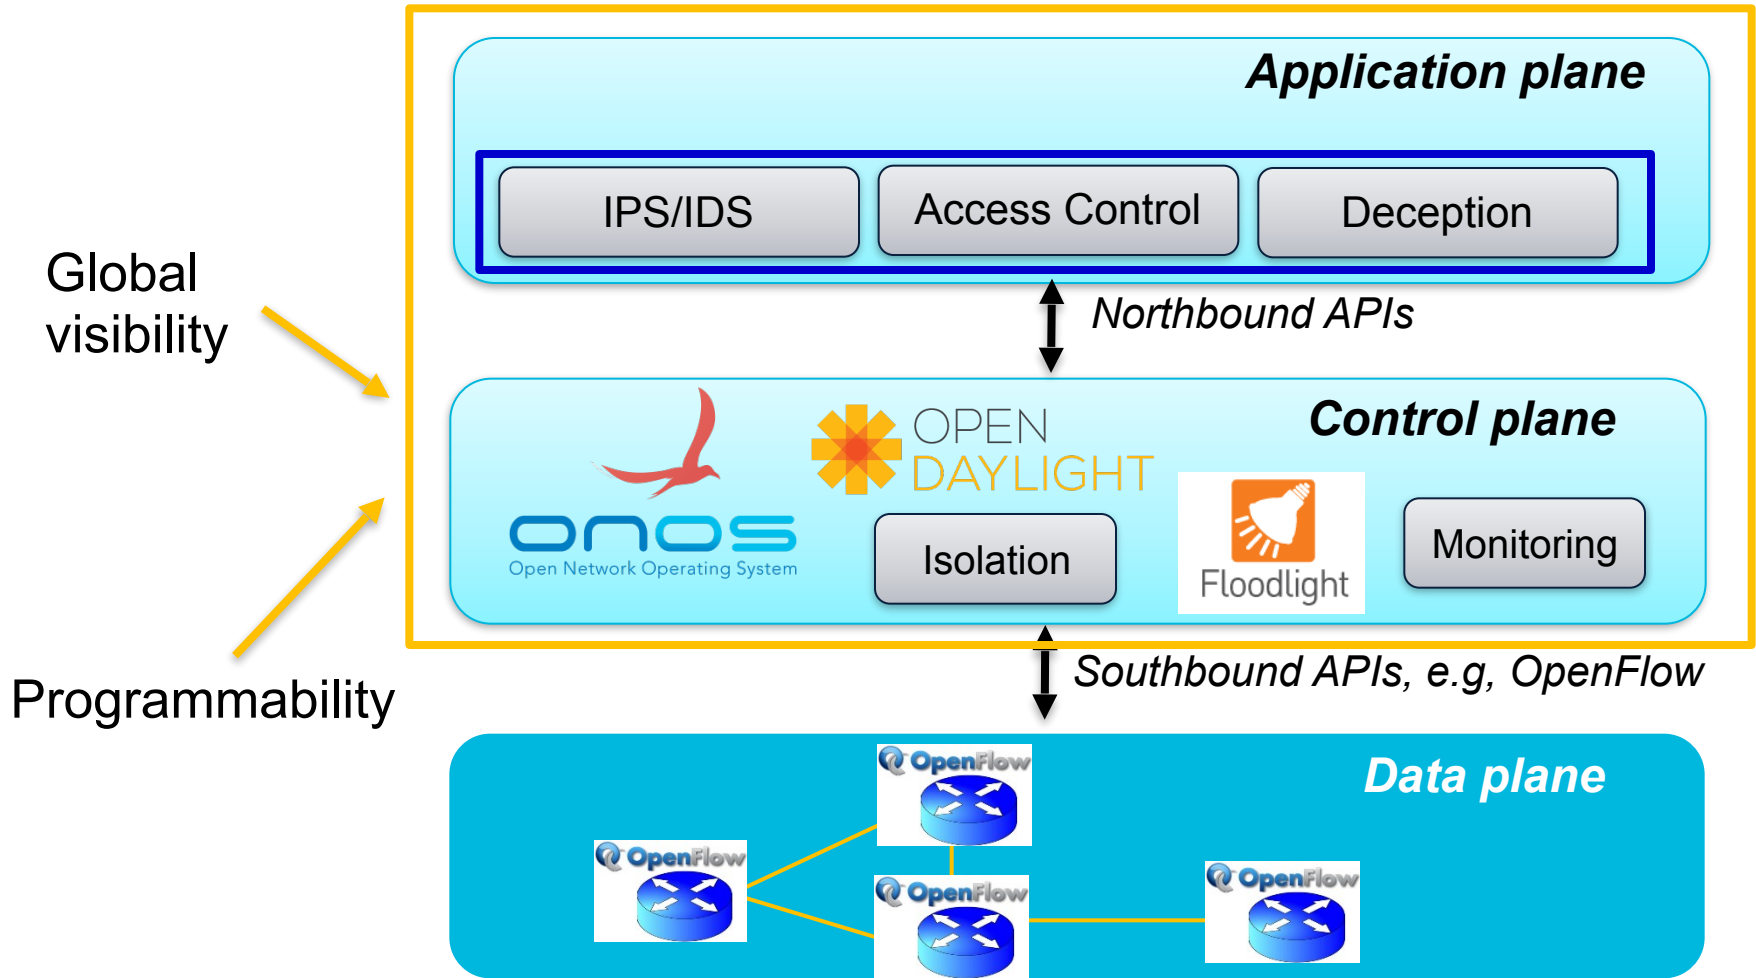 Application plane
IPS/IDS
Access Control
Deception
Global
visibility
Northbound APIs
Control plane
OPEN
DAYLIGHT
onos
Open Network Operating System
Isolation
Floodlight
Monitoring
Programmability
Southbound APIs, e.g, OpenFlow
Data plane
OpenFlow
OpenFlow
OpenFlow
OpenFlow